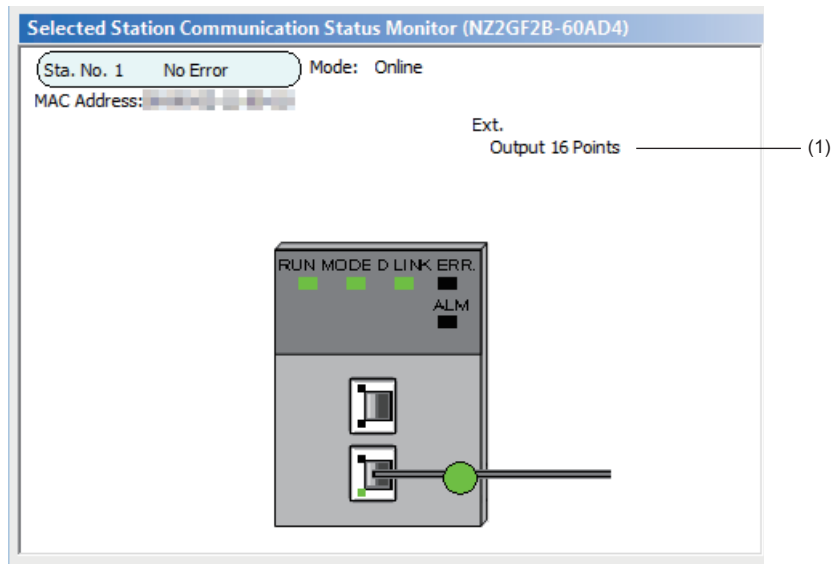 Selected Station Communication Status Monitor (NZ2GF2B-60AD4)
Sta. No. 1 No Error Mode: Online
MAC Address:
Ext.
Output 16 Points (1)
RUN MODE D LINK ERR.
ALM